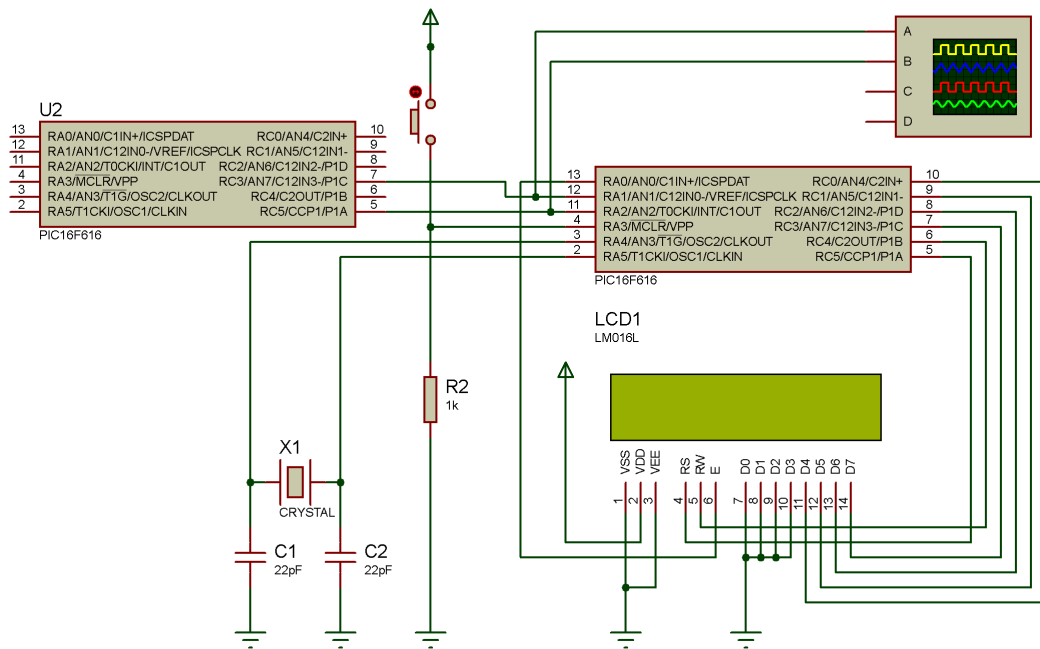 A
B
C
D
U2
13 RA0/AN0/C1IN+/ICSPDAT RC0/AN4/C2IN+ 10
12 RA1/AN1/C12IN0-/VREF/ICSPCLK RC1/AN5/C12IN1- 9
11 RA2/AN2/T0CKI/INT/C1OUT RC2/AN6/C12IN2-/P1D 8
4 RA3/MCLR/VPP RC3/AN7/C12IN3-/P1C 7
3 RA4/AN3/T1G/OSC2/CLKOUT RC4/C2OUT/P1B 6
2 RA5/T1CKI/OSC1/CLKIN RC5/CCP1/P1A 5
PIC16F616
13 RA0/AN0/C1IN+/ICSPDAT RC0/AN4/C2IN+ 10
12 RA1/AN1/C12IN0-/VREF/ICSPCLK RC1/AN5/C12IN1- 9
11 RA2/AN2/T0CKI/INT/C1OUT RC2/AN6/C12IN2-/P1D 8
4 RA3/MCLR/VPP RC3/AN7/C12IN3-/P1C 7
3 RA4/AN3/T1G/OSC2/CLKOUT RC4/C2OUT/P1B 6
2 RA5/T1CKI/OSC1/CLKIN RC5/CCP1/P1A 5
PIC16F616
LCD1
LM016L
R2
1k
VSS VDD VEE RS RW E D0 D1 D2 D3 D4 D5 D6 D7
1 2 3 4 5 6 7 8 9 10 11 12 13 14
X1
CRYSTAL
C1
22pF
C2
22pF